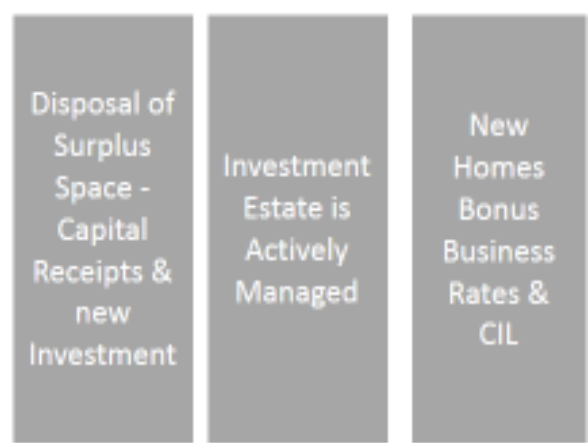 Disposal of
Surplus
Space -
Capital
Receipts &
new
Investment
Investment
Estate is
Actively
Managed
New
Homes
Bonus
Business
Rates &
CIL